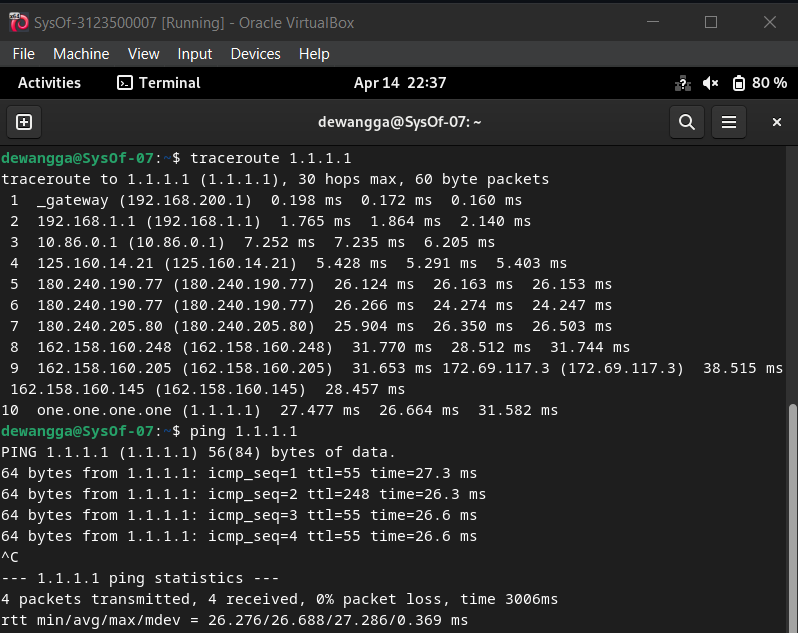 SysOf-3123500007 [Running] - Oracle VirtualBox
File Machine View Input Devices Help
Activities Terminal Apr 14 22:37 80 %
dewangga@SysOf-07: ~
dewangga@SysOf-07:~$ traceroute 1.1.1.1
traceroute to 1.1.1.1 (1.1.1.1), 30 hops max, 60 byte packets
1 _gateway (192.168.200.1) 0.198 ms 0.172 ms 0.160 ms
2 192.168.1.1 (192.168.1.1) 1.765 ms 1.864 ms 2.140 ms
3 10.86.0.1 (10.86.0.1) 7.252 ms 7.235 ms 6.205 ms
4 125.160.14.21 (125.160.14.21) 5.428 ms 5.291 ms 5.403 ms
5 180.240.190.77 (180.240.190.77) 26.124 ms 26.163 ms 26.153 ms
6 180.240.190.77 (180.240.190.77) 26.266 ms 24.274 ms 24.247 ms
7 180.240.205.80 (180.240.205.80) 25.904 ms 26.350 ms 26.503 ms
8 162.158.160.248 (162.158.160.248) 31.770 ms 28.512 ms 31.744 ms
9 162.158.160.205 (162.158.160.205) 31.653 ms 172.69.117.3 (172.69.117.3) 38.515 ms
162.158.160.145 (162.158.160.145) 28.457 ms
10 one.one.one.one (1.1.1.1) 27.477 ms 26.664 ms 31.582 ms
dewangga@SysOf-07:~$ ping 1.1.1.1
PING 1.1.1.1 (1.1.1.1) 56(84) bytes of data.
64 bytes from 1.1.1.1: icmp_seq=1 ttl=55 time=27.3 ms
64 bytes from 1.1.1.1: icmp_seq=2 ttl=248 time=26.3 ms
64 bytes from 1.1.1.1: icmp_seq=3 ttl=55 time=26.6 ms
64 bytes from 1.1.1.1: icmp_seq=4 ttl=55 time=26.6 ms
^C
--- 1.1.1.1 ping statistics ---
4 packets transmitted, 4 received, 0% packet loss, time 3006ms
rtt min/avg/max/mdev = 26.276/26.688/27.286/0.369 ms